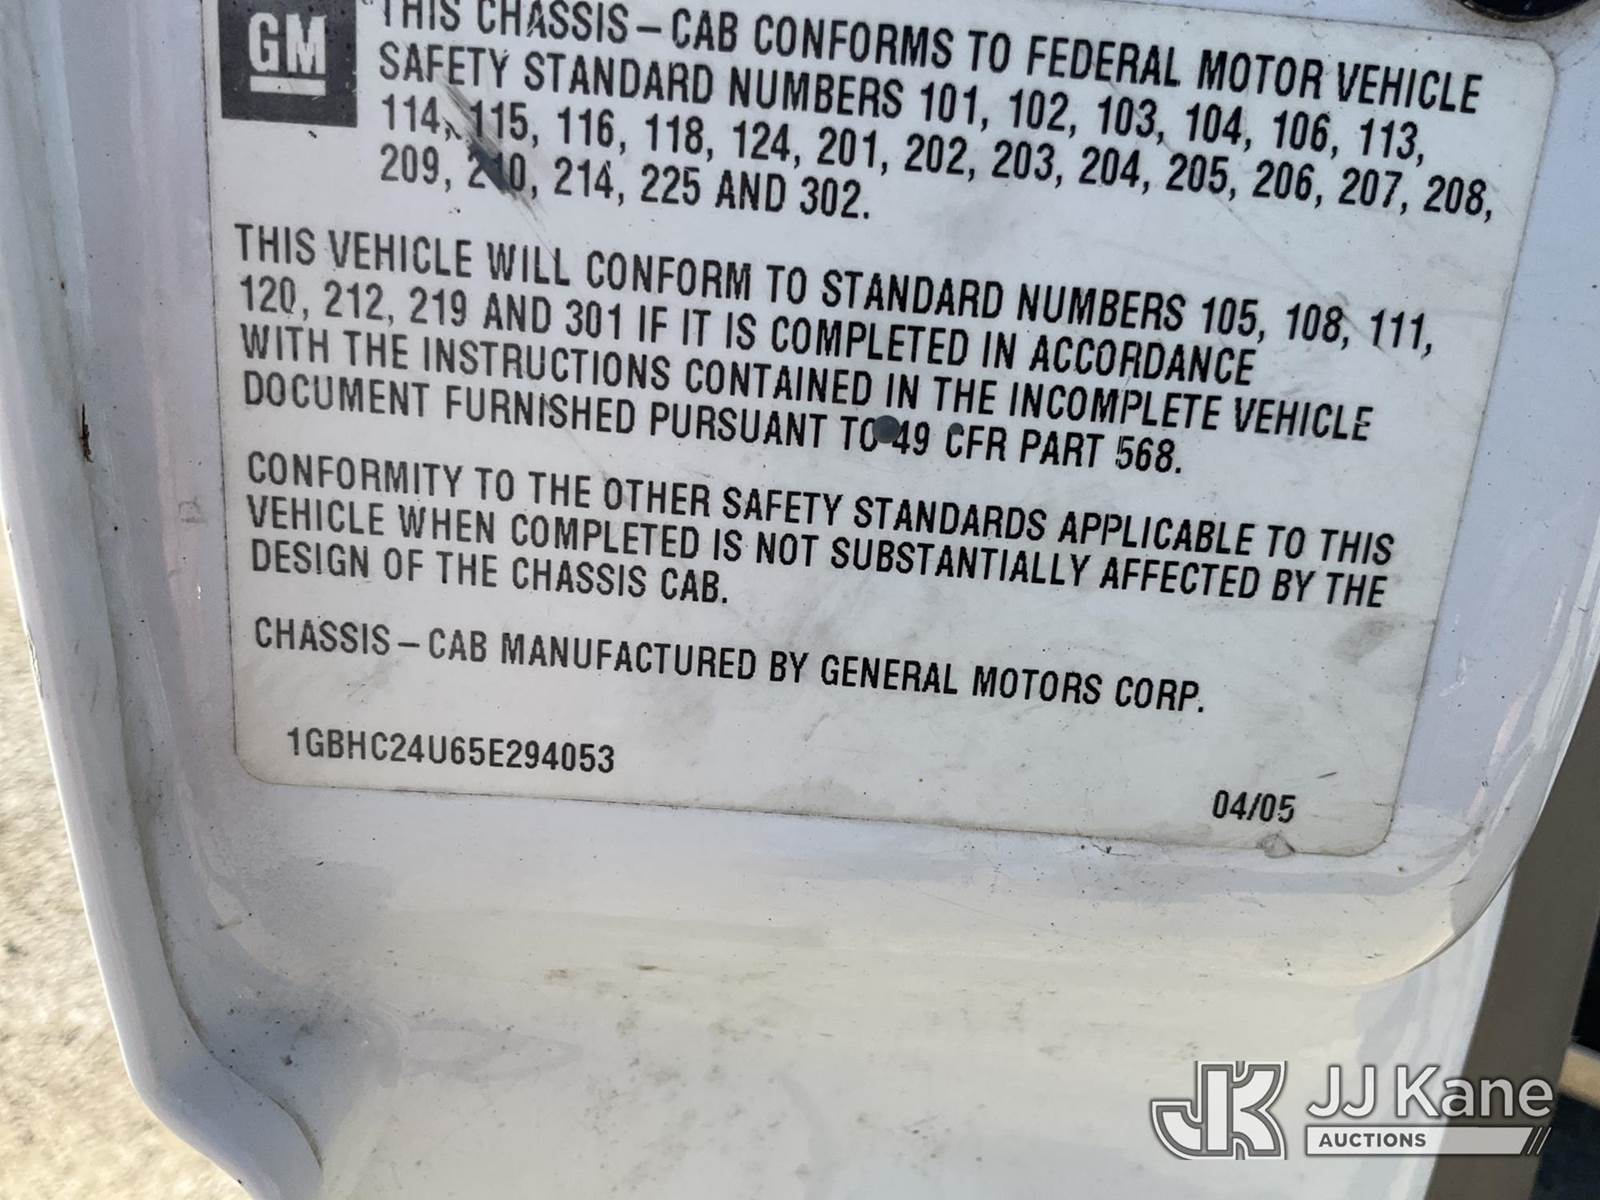 GM
THIS CHASSIS – CAB CONFORMS TO FEDERAL MOTOR VEHICLE
SAFETY STANDARD NUMBERS 101, 102, 103, 104, 106, 113,
114, 115, 116, 118, 124, 201, 202, 203, 204, 205, 206, 207, 208,
209, 210, 214, 225 AND 302.
THIS VEHICLE WILL CONFORM TO STANDARD NUMBERS 105, 108, 111,
120, 212, 219 AND 301 IF IT IS COMPLETED IN ACCORDANCE
WITH THE INSTRUCTIONS CONTAINED IN THE INCOMPLETE VEHICLE
DOCUMENT FURNISHED PURSUANT TO 49 CFR PART 568.
CONFORMITY TO THE OTHER SAFETY STANDARDS APPLICABLE TO THIS
VEHICLE WHEN COMPLETED IS NOT SUBSTANTIALLY AFFECTED BY THE
DESIGN OF THE CHASSIS CAB.
CHASSIS – CAB MANUFACTURED BY GENERAL MOTORS CORP.
1GBHC24U65E294053
04/05
JK JJ Kane
AUCTIONS